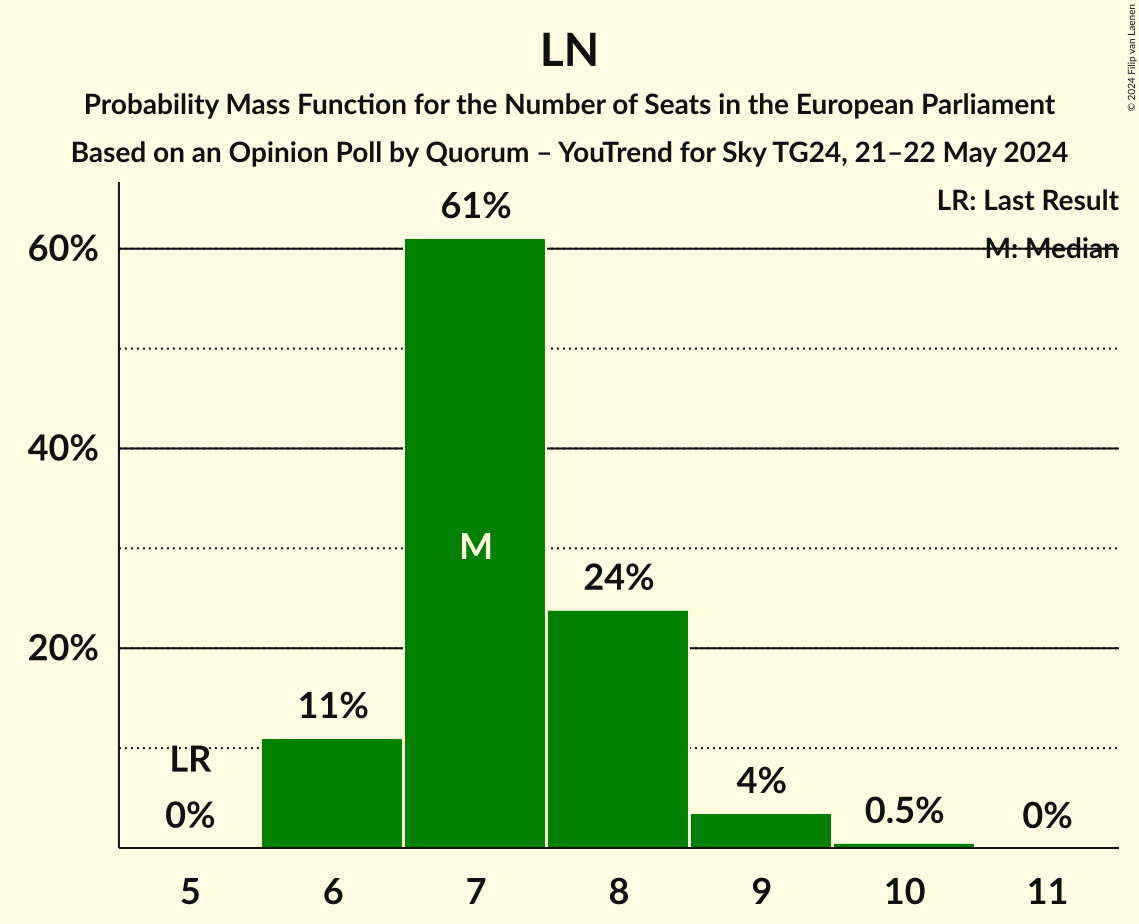 LN
Probability Mass Function for the Number of Seats in the European Parliament
Based on an Opinion Poll by Quorum – YouTrend for Sky TG24, 21–22 May 2024
© 2024 Filip van Laenen
LR: Last Result
M: Median
60%
40%
20%
LR
0%
11%
61%
M
24%
4%
0.5%
0%
5
6
7
8
9
10
11